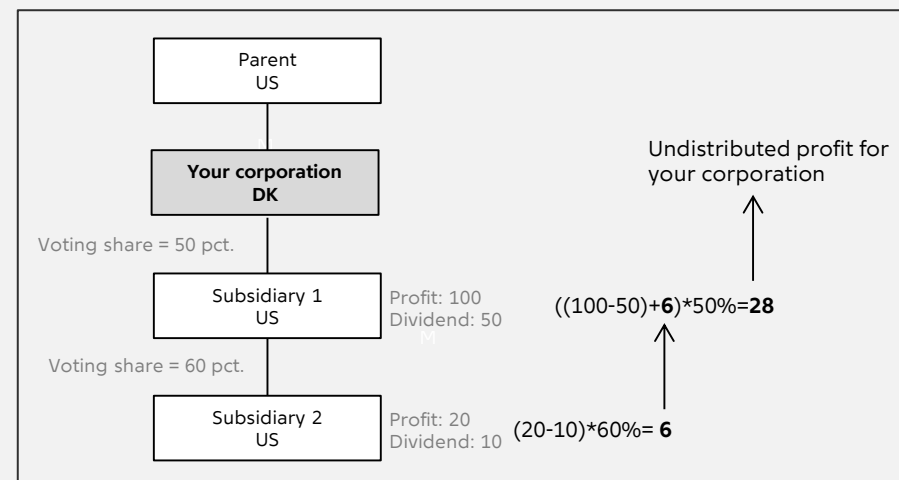 Parent
US
Your corporation
DK
Undistributed profit for
your corporation
Voting share = 50 pct.
Subsidiary 1
US
Profit: 100
Dividend: 50
((100-50)+6)*50%=28
M
Voting share = 60 pct.
Subsidiary 2
US
Profit: 20
Dividend: 10
(20-10)*60%= 6